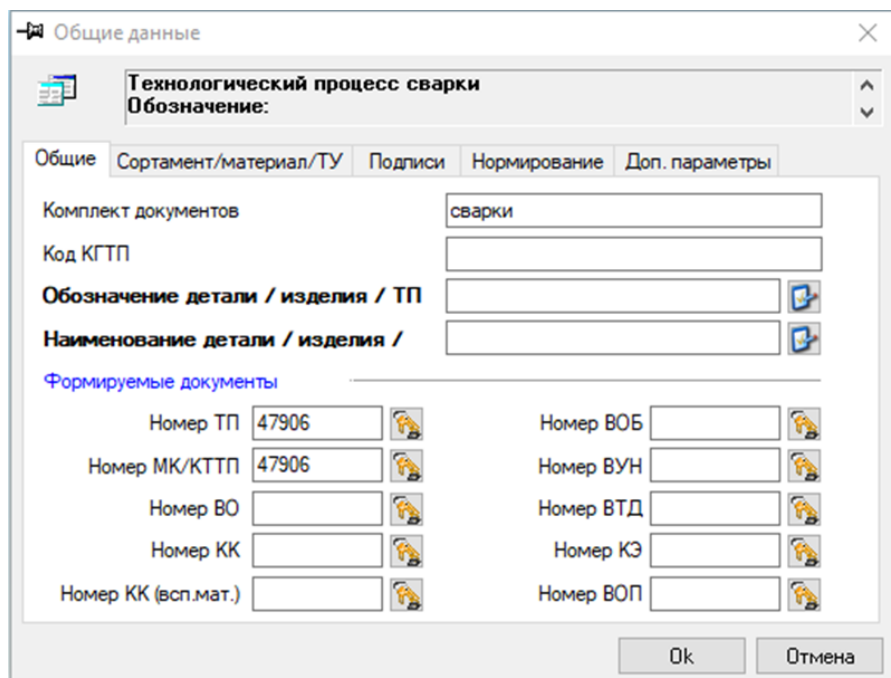 Общие данные
Технологический процесс сварки
Обозначение:
Общие Сортамент/материал/ТУ Подписи Нормирование Доп. параметры
Комплект документов сварки
Код КГТП
Обозначение детали / изделия / ТП
Наименование детали / изделия /
Формируемые документы
Номер ТП 47906 Номер ВОБ
Номер МК/КТТП 47906 Номер ВУН
Номер ВО Номер ВТД
Номер КК Номер КЭ
Номер КК (всп.мат.) Номер ВОП
Ok Отмена